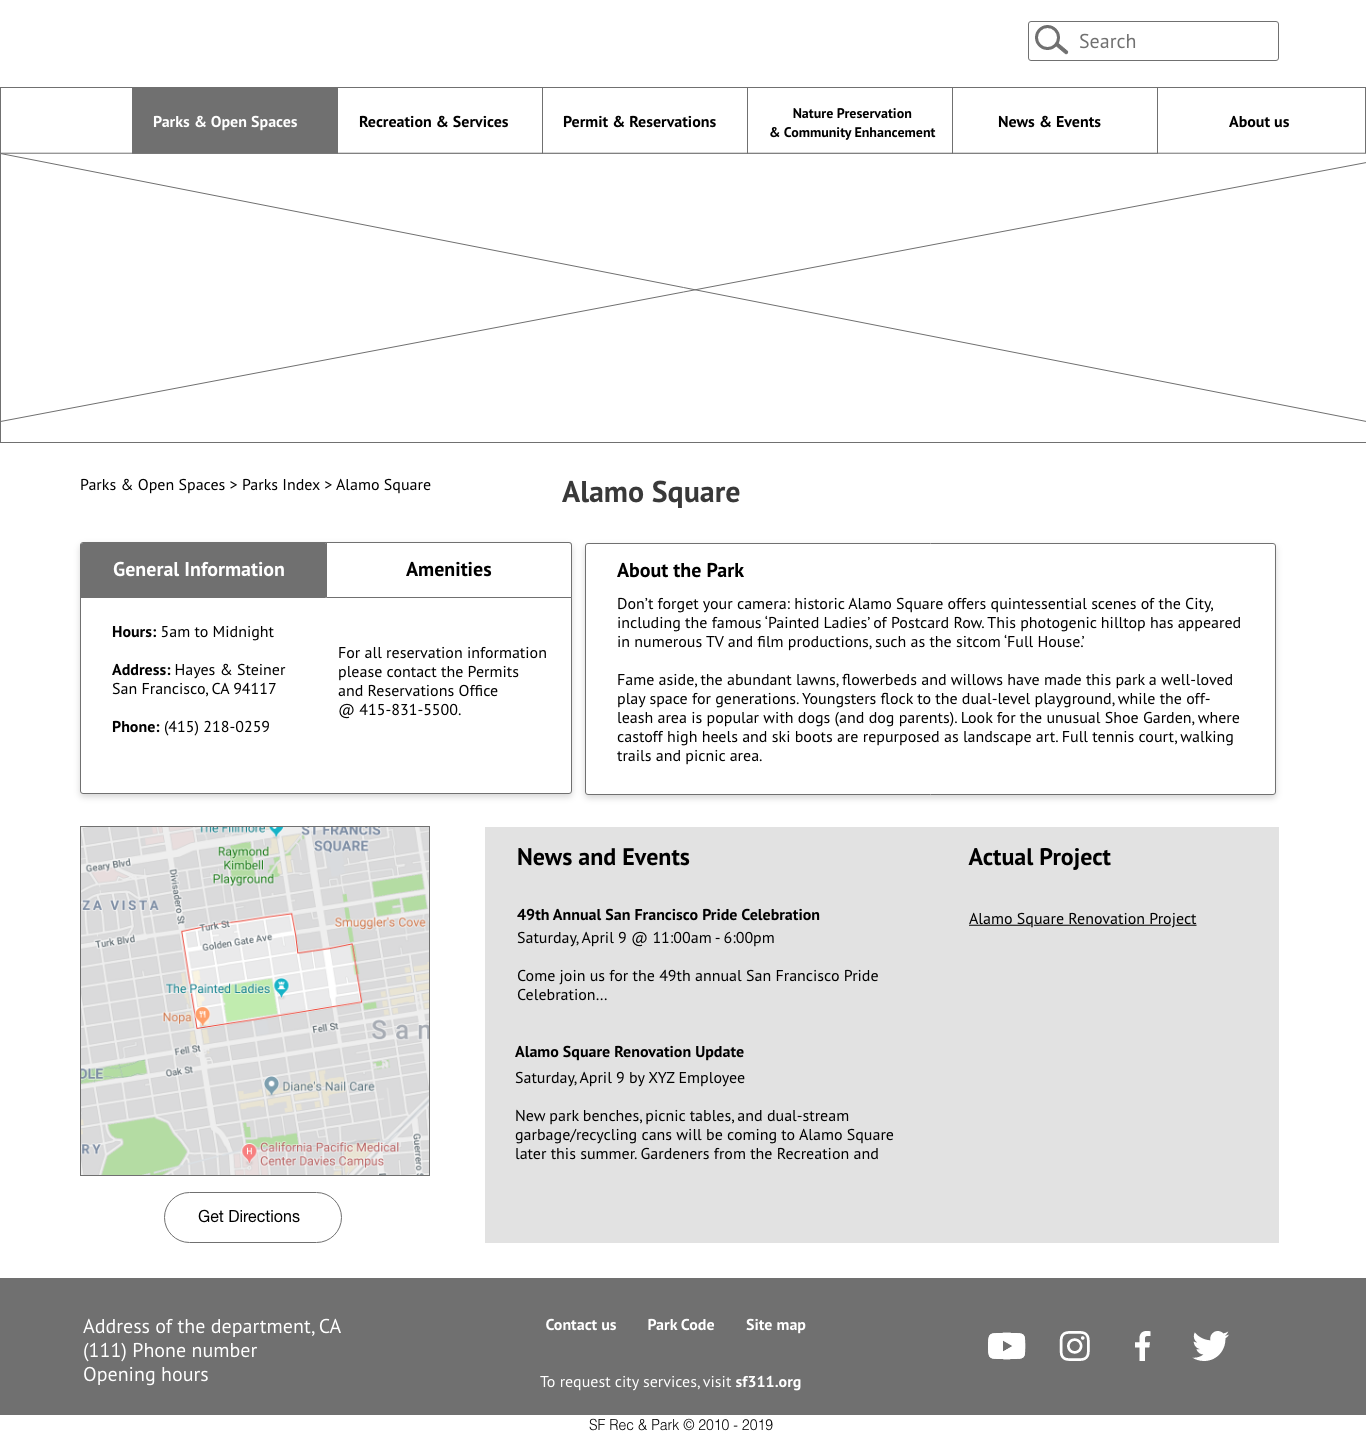 Search
Parks & Open Spaces
Recreation & Services
Permit & Reservations
Nature Preservation
& Community Enhancement
News & Events
About us
Parks & Open Spaces > Parks Index > Alamo Square
Alamo Square
General Information
Amenities
Hours: 5am to Midnight
Address: Hayes & Steiner
San Francisco, CA 94117
Phone: (415) 218-0259
For all reservation information
please contact the Permits
and Reservations Office
@ 415-831-5500.
About the Park
Don’t forget your camera: historic Alamo Square offers quintessential scenes of the City,
including the famous ‘Painted Ladies’ of Postcard Row. This photogenic hilltop has appeared
in numerous TV and film productions, such as the sitcom ‘Full House.’
Fame aside, the abundant lawns, flowerbeds and willows have made this park a well-loved
play space for generations. Youngsters flock to the dual-level playground, while the off-
leash area is popular with dogs (and dog parents). Look for the unusual Shoe Garden, where
castoff high heels and ski boots are repurposed as landscape art. Full tennis court, walking
trails and picnic area.
The Fillmore
ST FRANCIS
SQUARE
Raymond
Kimbell
Playground
Geary Blvd
Divisadero St
ZA VISTA
Turk St
Smuggler's Cove
Turk Blvd
Golden Gate Ave
The Painted Ladies
Nopa
Fell St
San
Fell St
Oak St
OLE
Diane's Nail Care
RY
California Pacific Medical
Center Davies Campus
Guerrero
Get Directions
News and Events
49th Annual San Francisco Pride Celebration
Saturday, April 9 @ 11:00am - 6:00pm
Come join us for the 49th annual San Francisco Pride
Celebration...
Alamo Square Renovation Update
Saturday, April 9 by XYZ Employee
New park benches, picnic tables, and dual-stream
garbage/recycling cans will be coming to Alamo Square
later this summer. Gardeners from the Recreation and
Actual Project
Alamo Square Renovation Project
Address of the department, CA
(111) Phone number
Opening hours
Contact us
Park Code
Site map
To request city services, visit sf311.org
SF Rec & Park © 2010 - 2019